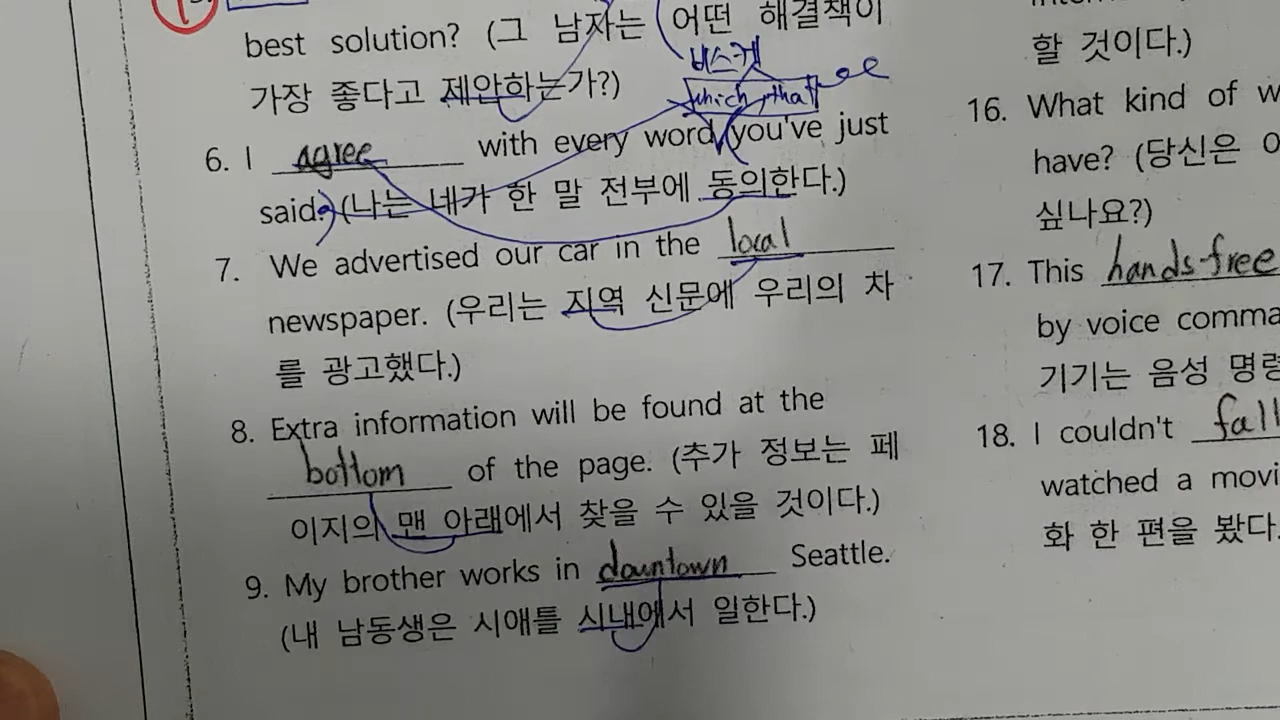 best solution? (그 남자는 어떤 해결책이
가장 좋다고 제안하는가?)
which, that
6. I agree with every word you've just
said. (나는 네가 한 말 전부에 동의한다.)
7. We advertised our car in the local
newspaper. (우리는 지역 신문에 우리의 차
를 광고했다.)
8. Extra information will be found at the
bottom of the page. (추가 정보는 페
이지의 맨 아래에서 찾을 수 있을 것이다.)
9. My brother works in downtown Seattle.
(내 남동생은 시애틀 시내에서 일한다.)
할 것이다.)
16. What kind of w
have? (당신은 어
싶나요?)
17. This hands-free
by voice comma
기기는 음성 명령
18. I couldn't fall
watched a movi
화 한 편을 봤다.